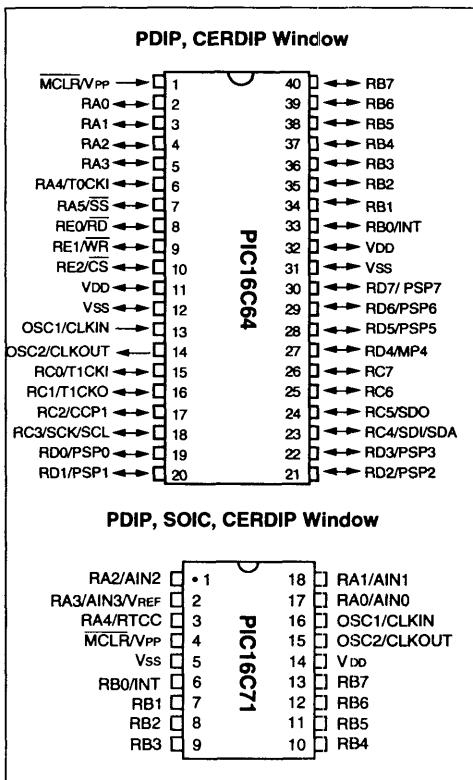 PDIP, CERDIP Window
MCLR/VPP 1 40 RB7
RA0 2 39 RB6
RA1 3 38 RB5
RA2 4 37 RB4
RA3 5 36 RB3
RA4/T0CKI 6 35 RB2
RA5/SS 7 34 RB1
RE0/RD 8 33 RB0/INT
RE1/WR 9 32 VDD
RE2/CS 10 31 VSS
VDD 11 30 RD7/ PSP7
VSS 12 29 RD6/PSP6
OSC1/CLKIN 13 28 RD5/PSP5
OSC2/CLKOUT 14 27 RD4/MP4
RC0/T1CKI 15 26 RC7
RC1/T1CKO 16 25 RC6
RC2/CCP1 17 24 RC5/SDO
RC3/SCK/SCL 18 23 RC4/SDI/SDA
RD0/PSP0 19 22 RD3/PSP3
RD1/PSP1 20 21 RD2/PSP2
PIC16C64
PDIP, SOIC, CERDIP Window
RA2/AIN2 •1 18 RA1/AIN1
RA3/AIN3/VREF 2 17 RA0/AIN0
RA4/RTCC 3 16 OSC1/CLKIN
MCLR/VPP 4 15 OSC2/CLKOUT
VSS 5 14 VDD
RB0/INT 6 13 RB7
RB1 7 12 RB6
RB2 8 11 RB5
RB3 9 10 RB4
PIC16C71